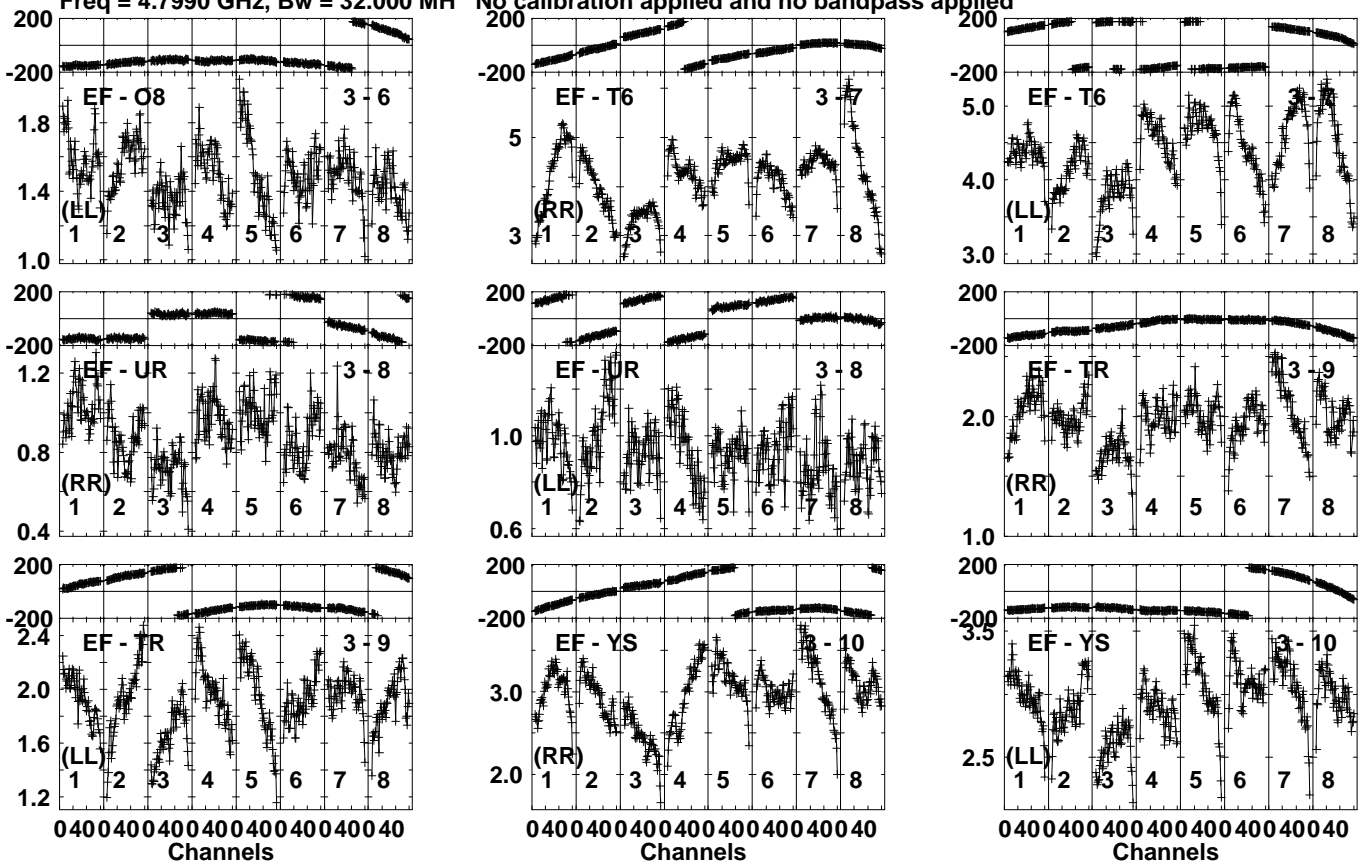 Freq = 4.7990 GHz, Bw = 32.000 MH No calibration applied and no bandpass applied
200 200 200
-200 -200 -200
EF - O8 3 - 6 EF - T6 3 - 7 EF - T6
1.8 5 5.0
1.4 4.0
(LL) (RR) (LL)
1 2 3 4 5 6 7 8 3 1 2 3 4 5 6 7 8 1 2 3 4 5 6 7 8
1.0 3.0
200 200 200
-200 -200 -200
EF - UR 3 - 8 EF - UR 3 - 8 EF - TR 3 - 9
1.2
0.8 1.0 2.0
(RR) (LL) (RR)
1 2 3 4 5 6 7 8 1 2 3 4 5 6 7 8 1 2 3 4 5 6 7 8
0.4 0.6 1.0
200 200 200
-200 -200 -200
EF - TR 3 - 9 EF - YS 3 - 10 EF - YS 3 - 10
2.4 3.5
2.0 3.0
1.6 2.5
(LL) (RR) (LL)
1 2 3 4 5 6 7 8 2.0 1 2 3 4 5 6 7 8 1 2 3 4 5 6 7 8
1.2
0 40 0 40 0 40 0 40 0 40 0 40 0 40 0 40 0 40 0 40 0 40 0 40 0 40 0 40 0 40 0 40 0 40 0 40 0 40 0 40 0 40 0 40 0 40 0 40
Channels Channels Channels